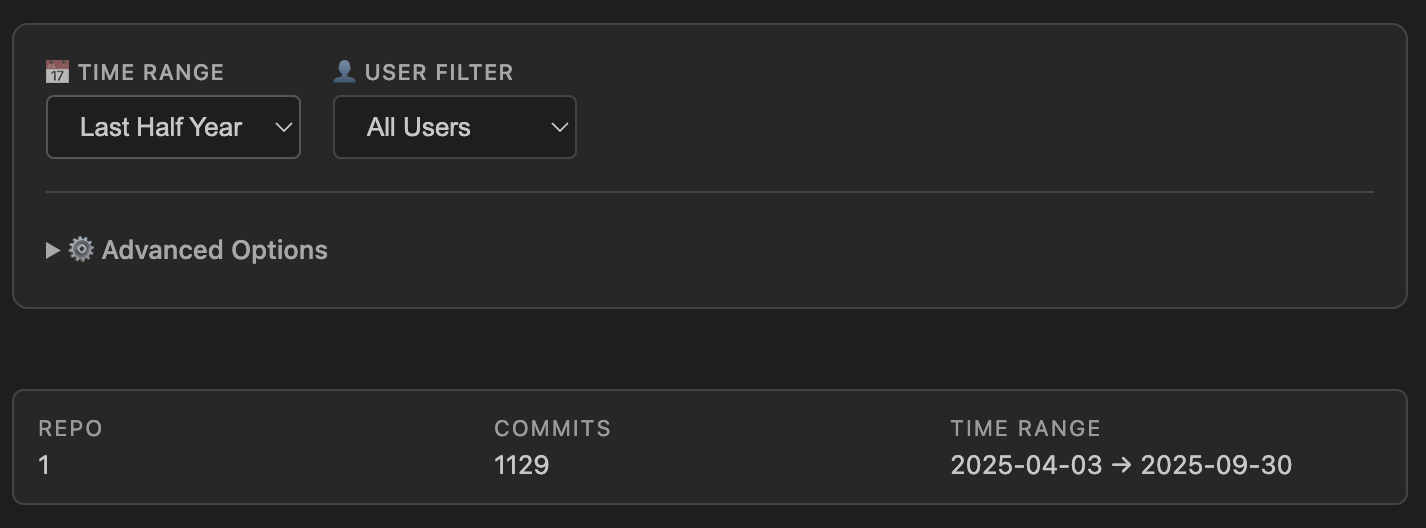 17 TIME RANGE
Last Half Year
👤 USER FILTER
All Users
▶ ⚙️ Advanced Options
REPO
1
COMMITS
1129
TIME RANGE
2025-04-03 → 2025-09-30